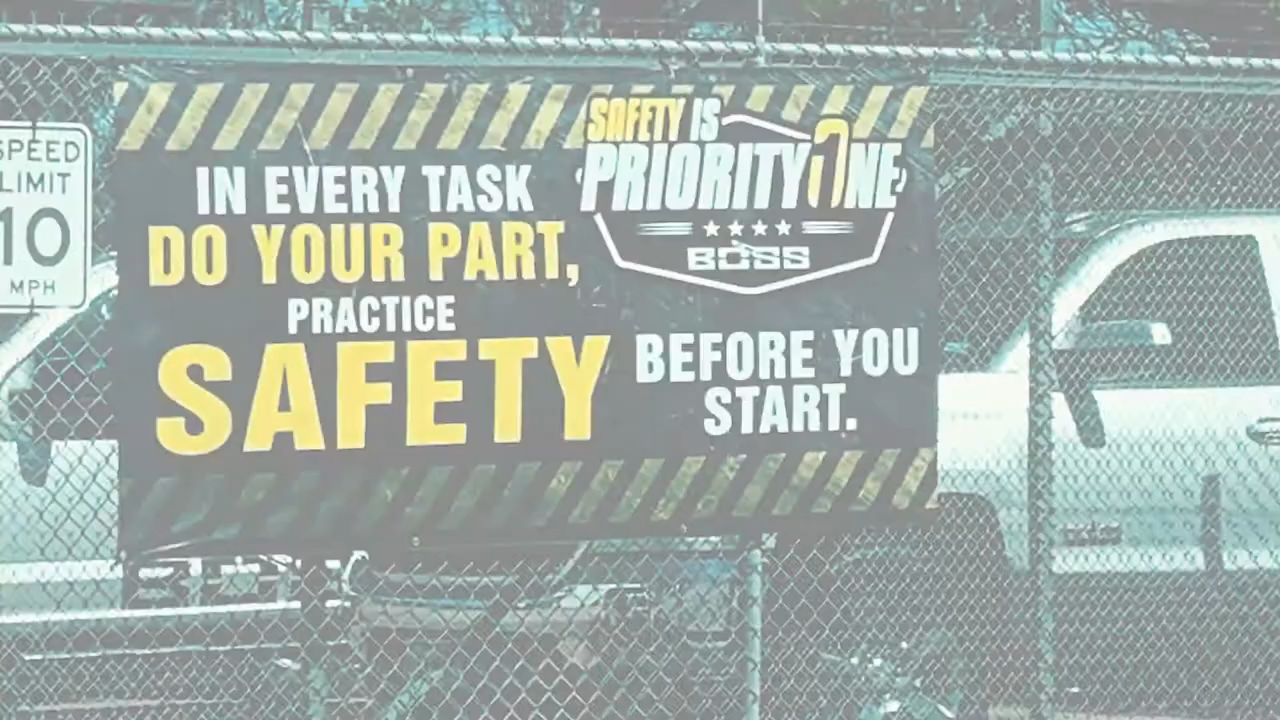 SPEED
LIMIT
10
MPH
IN EVERY TASK
DO YOUR PART,
PRACTICE
SAFETY
BEFORE YOU
START.
SAFETY IS
PRIORITY ONE
BOSS